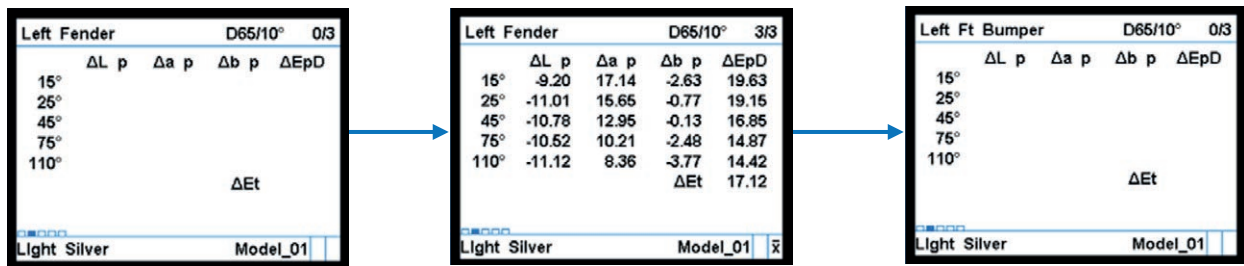 Left Fender D65/10° 0/3
ΔL p Δa p Δb p ΔEpD
15°
25°
45°
75°
110°
ΔEt
LIght Silver Model_01
Left Fender D65/10° 3/3
ΔL p Δa p Δb p ΔEpD
15° -9.20 17.14 -2.63 19.63
25° -11.01 15.65 -0.77 19.15
45° -10.78 12.95 -0.13 16.85
75° -10.52 10.21 -2.48 14.87
110° -11.12 8.36 -3.77 14.42
ΔEt 17.12
LIght Silver Model_01 x̄
Left Ft Bumper D65/10° 0/3
ΔL p Δa p Δb p ΔEpD
15°
25°
45°
75°
110°
ΔEt
LIght Silver Model_01